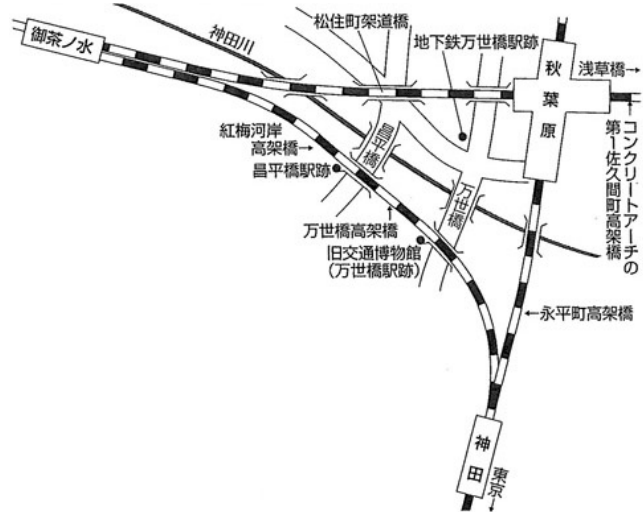 松住町架道橋
神田川
地下鉄万世橋駅跡
御茶ノ水
秋葉原
浅草橋→
コンクリートアーチの
第1佐久間町高架橋
紅梅河岸
高架橋→
昌平橋
昌平橋駅跡
万世橋
万世橋高架橋
旧交通博物館
(万世橋駅跡)
←永平町高架橋
神田
東京